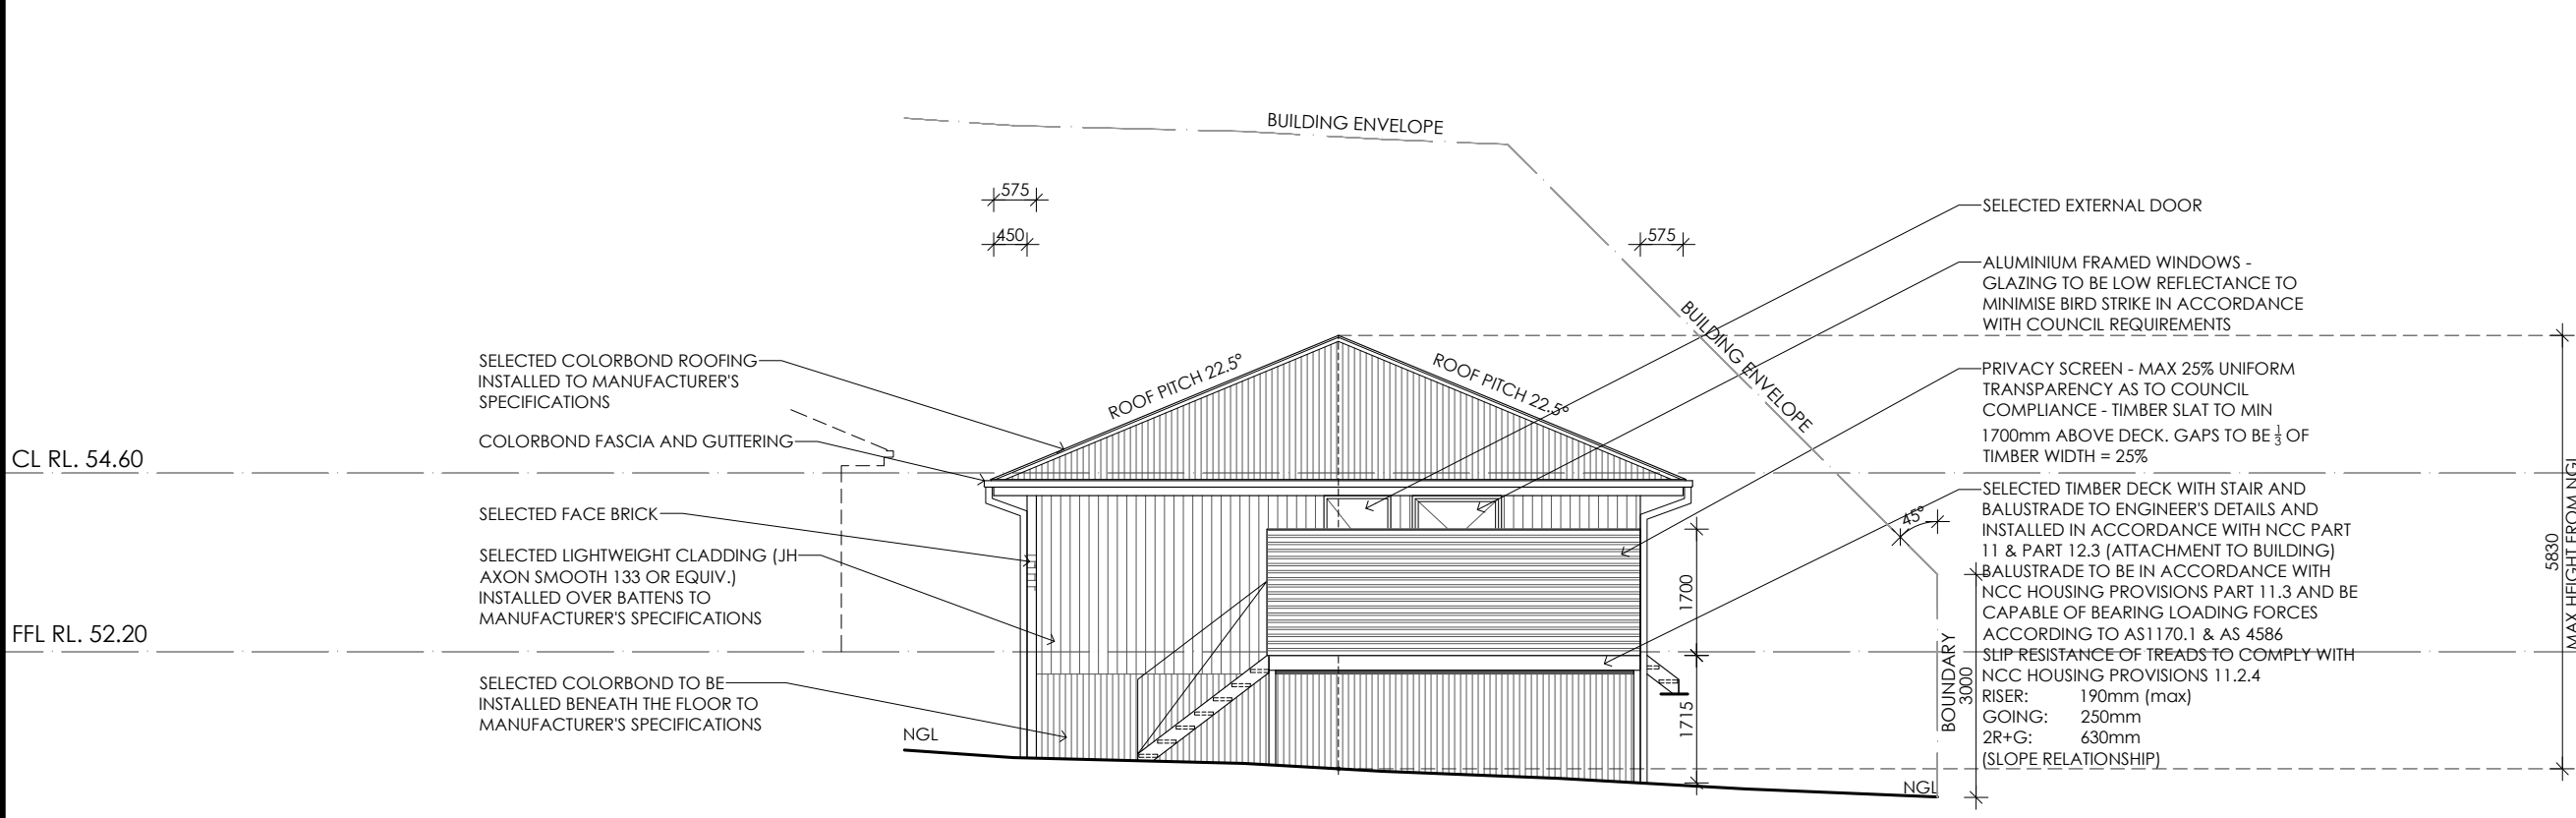 BUILDING ENVELOPE
575
450
575
BUILDING ENVELOPE
ROOF PITCH 22.5°
ROOF PITCH 22.5°
SELECTED COLORBOND ROOFING
INSTALLED TO MANUFACTURER'S
SPECIFICATIONS
COLORBOND FASCIA AND GUTTERING
CL RL. 54.60
SELECTED FACE BRICK
SELECTED LIGHTWEIGHT CLADDING (JH
AXON SMOOTH 133 OR EQUIV.)
INSTALLED OVER BATTENS TO
MANUFACTURER'S SPECIFICATIONS
FFL RL. 52.20
SELECTED COLORBOND TO BE
INSTALLED BENEATH THE FLOOR TO
MANUFACTURER'S SPECIFICATIONS
NGL
1700
1715
45°
BOUNDARY
3000
NGL
SELECTED EXTERNAL DOOR
ALUMINIUM FRAMED WINDOWS -
GLAZING TO BE LOW REFLECTANCE TO
MINIMISE BIRD STRIKE IN ACCORDANCE
WITH COUNCIL REQUIREMENTS
PRIVACY SCREEN - MAX 25% UNIFORM
TRANSPARENCY AS TO COUNCIL
COMPLIANCE - TIMBER SLAT TO MIN
1700mm ABOVE DECK. GAPS TO BE 1/3 OF
TIMBER WIDTH = 25%
SELECTED TIMBER DECK WITH STAIR AND
BALUSTRADE TO ENGINEER'S DETAILS AND
INSTALLED IN ACCORDANCE WITH NCC PART
11 & PART 12.3 (ATTACHMENT TO BUILDING)
BALUSTRADE TO BE IN ACCORDANCE WITH
NCC HOUSING PROVISIONS PART 11.3 AND BE
CAPABLE OF BEARING LOADING FORCES
ACCORDING TO AS1170.1 & AS 4586
SLIP RESISTANCE OF TREADS TO COMPLY WITH
NCC HOUSING PROVISIONS 11.2.4
RISER: 190mm (max)
GOING: 250mm
2R+G: 630mm
(SLOPE RELATIONSHIP)
5830
MAX HEIGHT FROM NGL